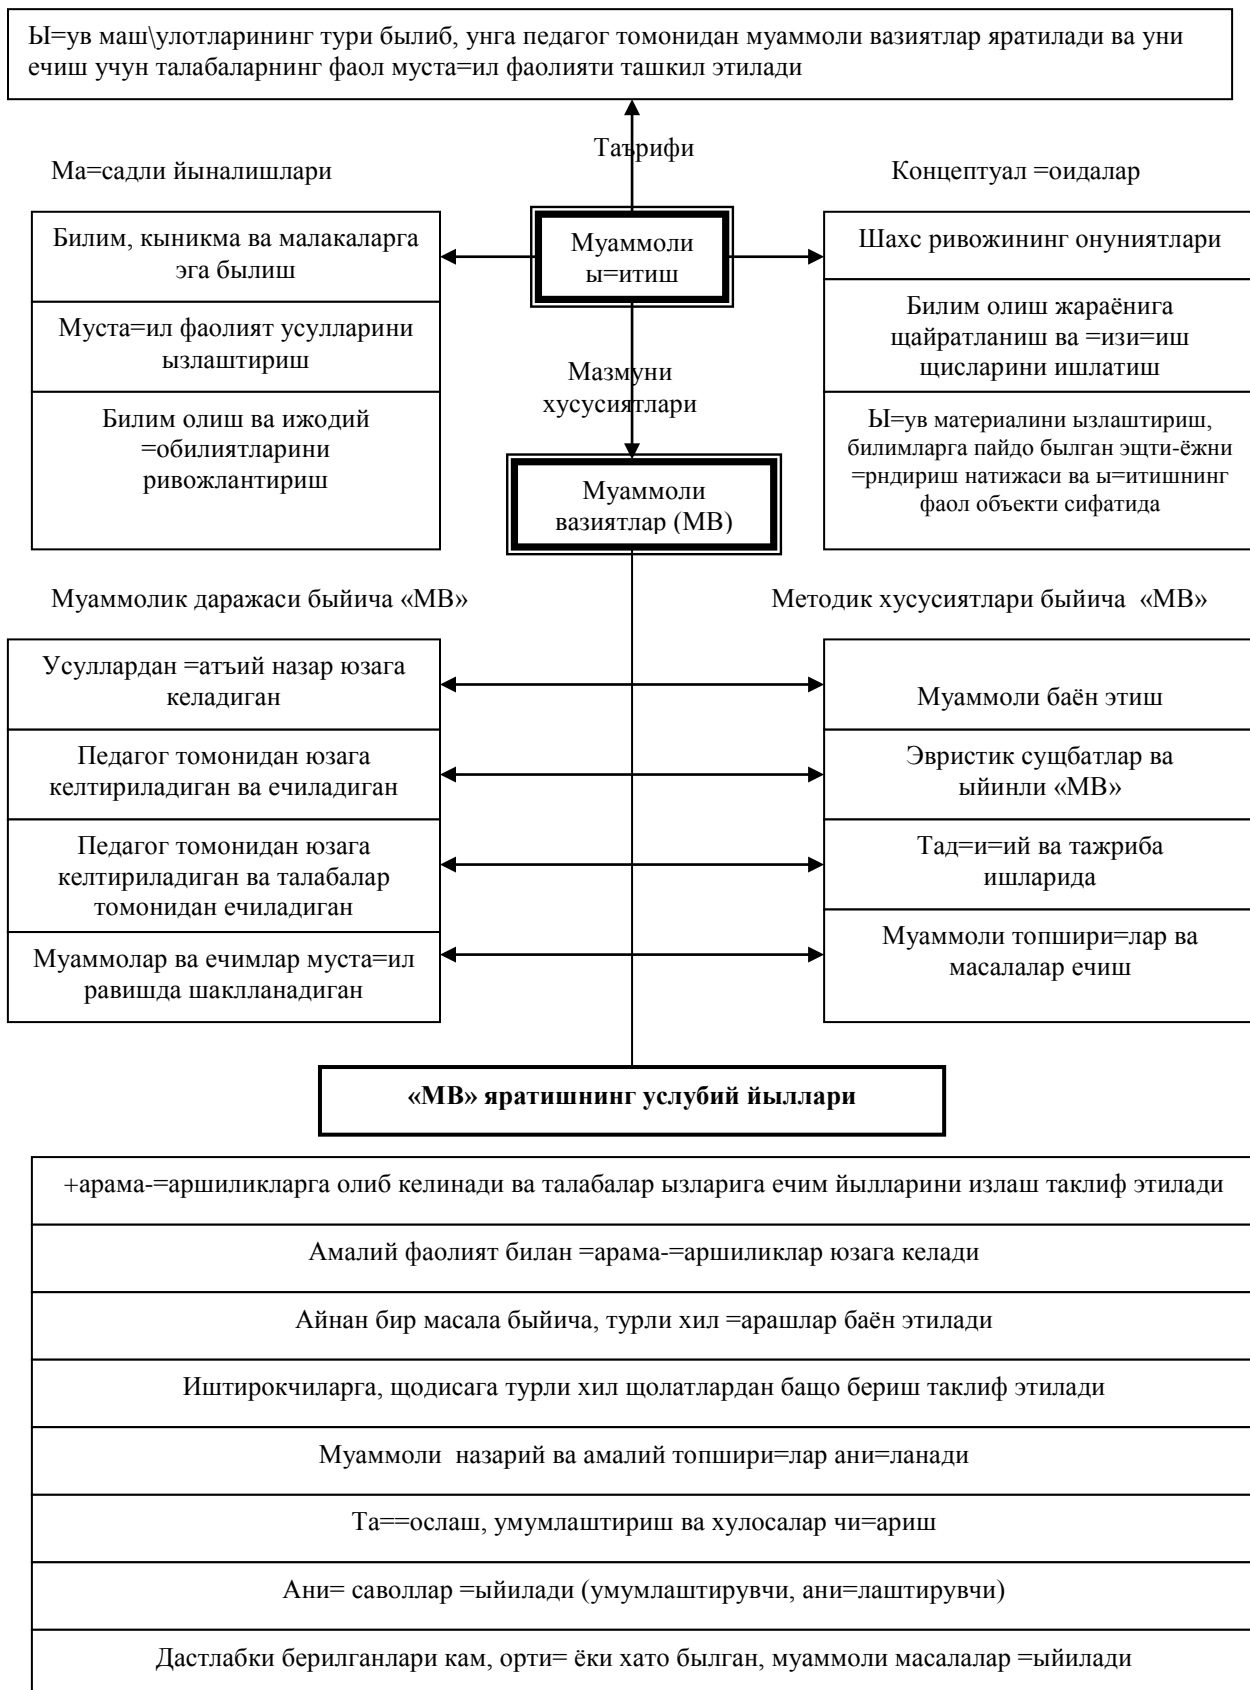 Ы=ув маш\улотларининг тури былиб, унга педагог томонидан муаммоли вазиятлар яратилади ва уни
ечиш учун талабаларнинг фаол муста=ил фаолияти ташкил этилади
Таърифи
Ма=садли йыналишлари
Концептуал =оидалар
Билим, кыникма ва малакаларга
эга былиш
Муста=ил фаолият усулларини
ызлаштириш
Билим олиш ва ижодий
=обилиятларини
ривожлантириш
Муаммоли
ы=итиш
Шахс ривожининг онуниятлари
Билим олиш жараёнига
щайратланиш ва =изи=иш
щисларини ишлатиш
Ы=ув материалини ызлаштириш,
билимларга пайдо былган эщти-ёжни
=рндириш натижаси ва ы=итишнинг
фаол объекти сифатида
Мазмуни
хусусиятлари
Муаммоли
вазиятлар (МВ)
Муаммолик даражаси быйича «МВ»
Методик хусусиятлари быйича «МВ»
Усуллардан =атъий назар юзага
келадиган
Муаммоли баён этиш
Педагог томонидан юзага
келтириладиган ва ечиладиган
Эвристик сущбатлар ва
ыйинли «МВ»
Педагог томонидан юзага
келтириладиган ва талабалар
томонидан ечиладиган
Тад=и=ий ва тажриба
ишларида
Муаммолар ва ечимлар муста=ил
равишда шаклланадиган
Муаммоли топшири=лар ва
масалалар ечиш
«МВ» яратишнинг услубий йыллари
+арама-=аршиликларга олиб келинади ва талабалар ызларига ечим йылларини излаш таклиф этилади
Амалий фаолият билан =арама-=аршиликлар юзага келади
Айнан бир масала быйича, турли хил =арашлар баён этилади
Иштирокчиларга, щодисага турли хил щолатлардан бащо бериш таклиф этилади
Муаммоли назарий ва амалий топшири=лар ани=ланади
Та==ослаш, умумлаштириш ва хулосалар чи=ариш
Ани= саволлар =ыйилади (умумлаштирувчи, ани=лаштирувчи)
Дастлабки берилганлари кам, орти= ёки хато былган, муаммоли масалалар =ыйилади